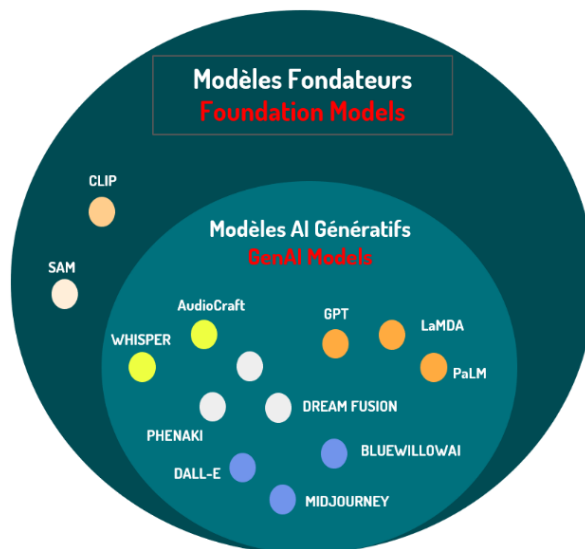 Modèles Fondateurs
Foundation Models
CLIP
SAM
Modèles AI Génératifs
GenAI Models
AudioCraft
GPT
LaMDA
WHISPER
PaLM
DREAM FUSION
PHENAKI
BLUEWILLOWAI
DALL-E
MIDJOURNEY